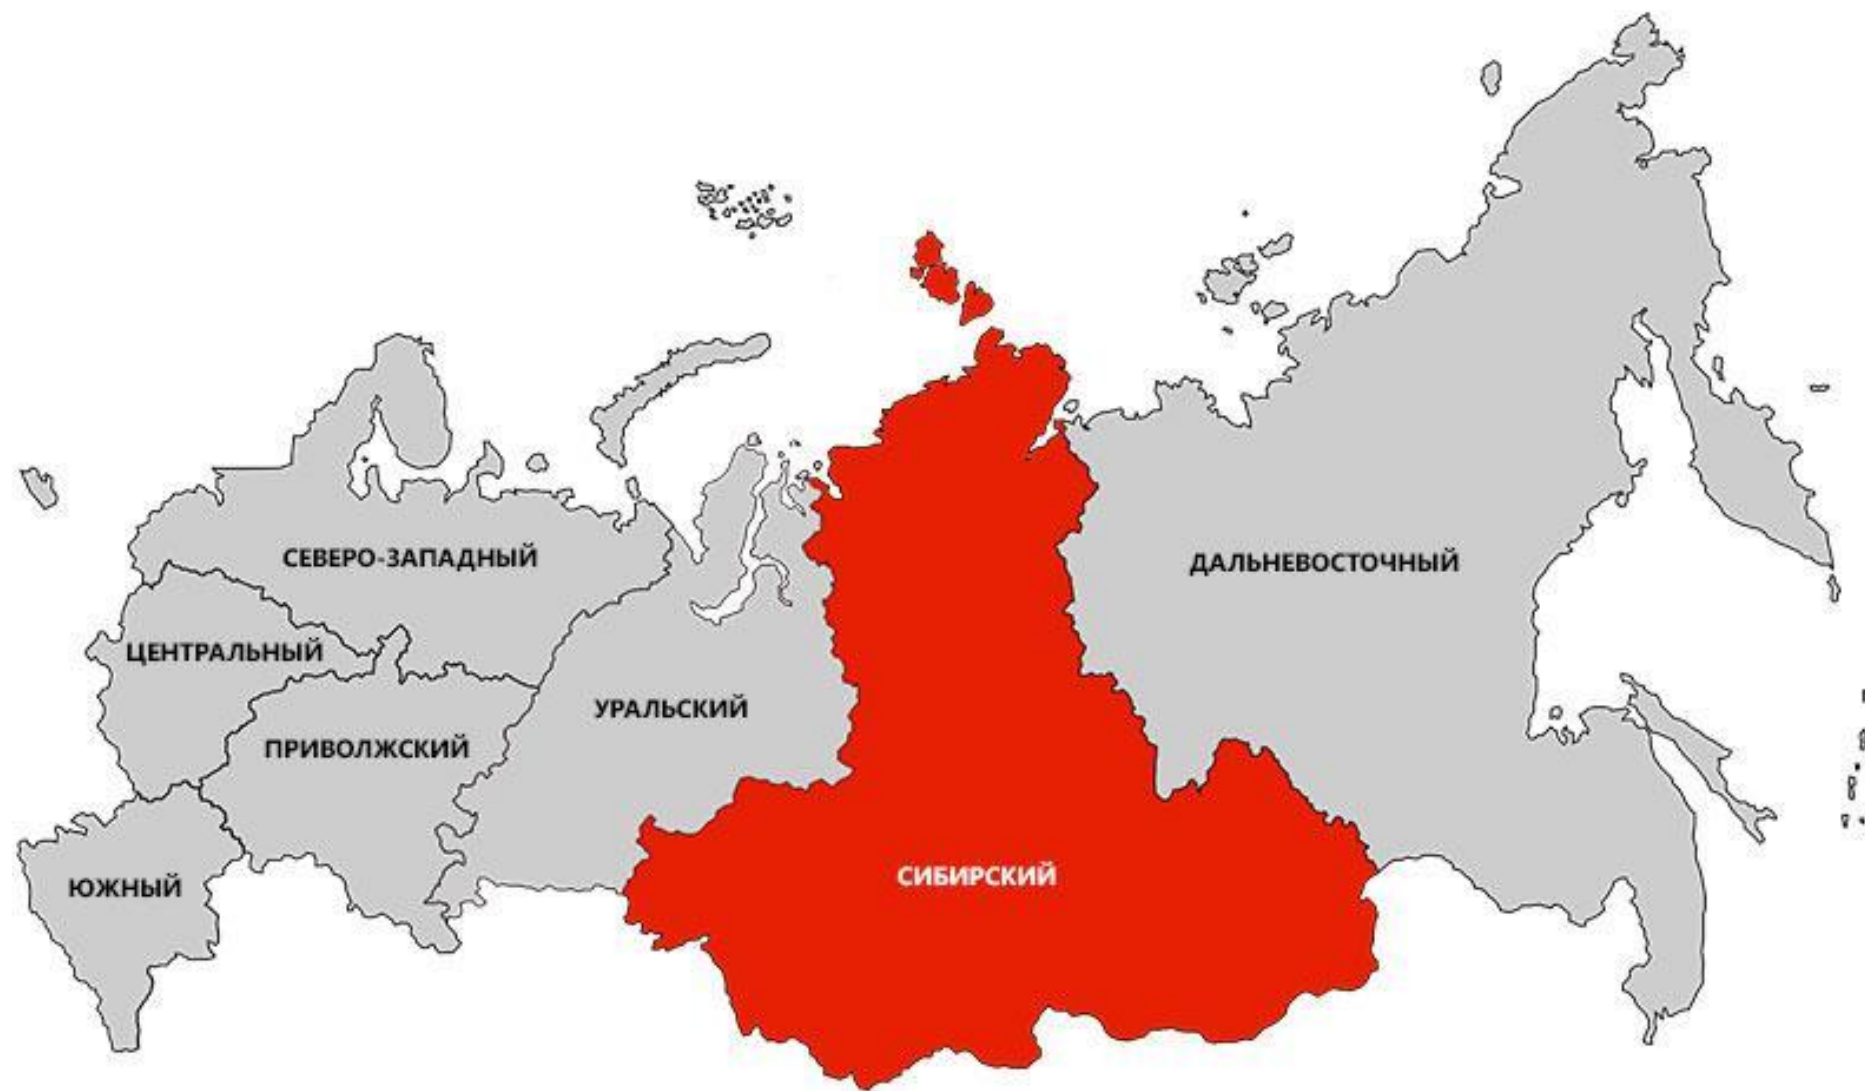 СЕВЕРО-ЗАПАДНЫЙ
ДАЛЬНЕВОСТОЧНЫЙ
ЦЕНТРАЛЬНЫЙ
УРАЛЬСКИЙ
ПРИВОЛЖСКИЙ
СИБИРСКИЙ
ЮЖНЫЙ